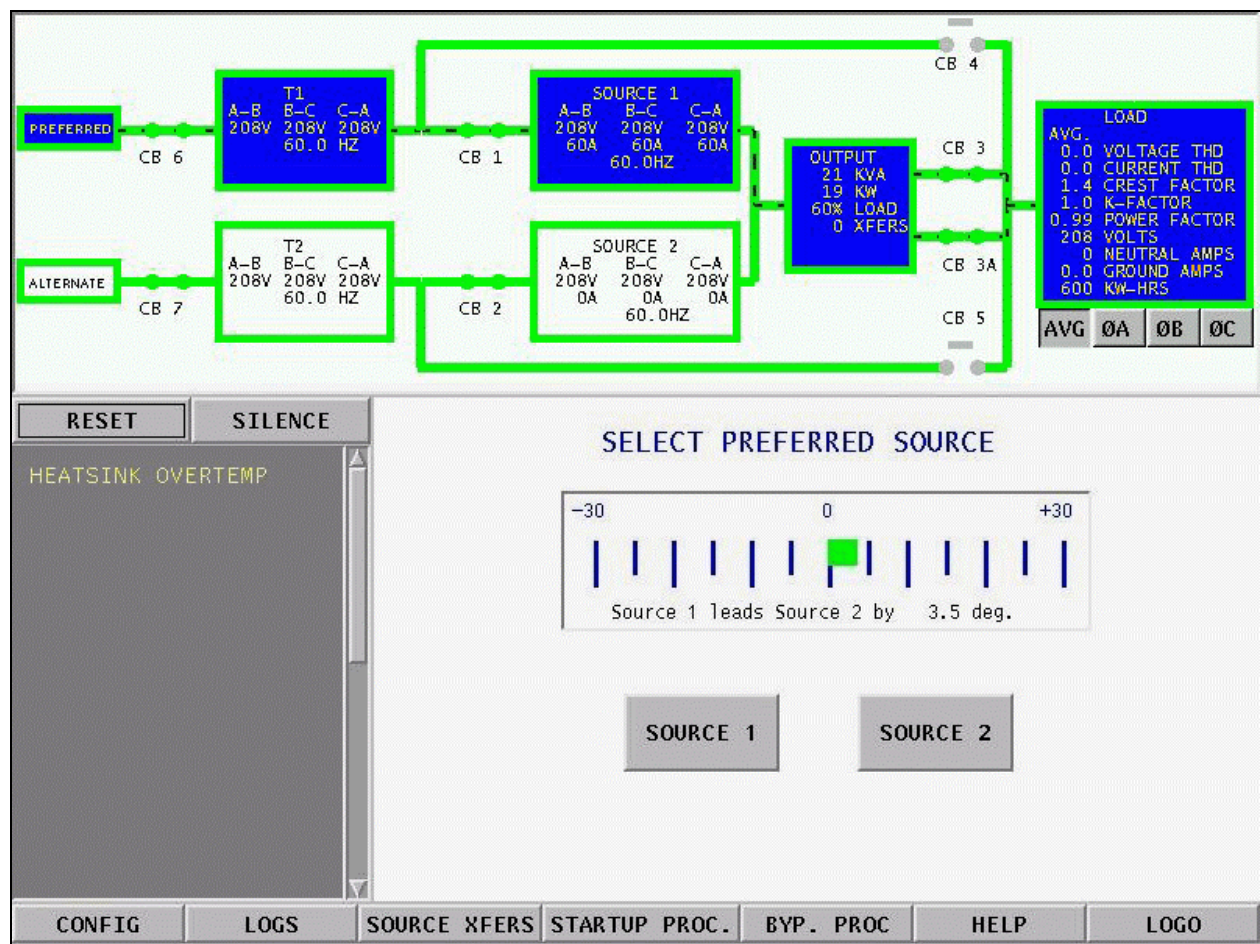 PREFERRED
CB 6
T1
A-B B-C C-A
208V 208V 208V
60.0 HZ
CB 1
SOURCE 1
A-B B-C C-A
208V 208V 208V
60A 60A 60A
60.0HZ
CB 4
OUTPUT
21 KVA
19 KW
60% LOAD
0 XFERS
CB 3
CB 3A
CB 5
LOAD
AVG.
0.0 VOLTAGE THD
0.0 CURRENT THD
1.4 CREST FACTOR
1.0 K-FACTOR
0.99 POWER FACTOR
208 VOLTS
0 NEUTRAL AMPS
0.0 GROUND AMPS
600 KW-HRS
AVG ØA ØB ØC
ALTERNATE
CB 7
T2
A-B B-C C-A
208V 208V 208V
60.0 HZ
CB 2
SOURCE 2
A-B B-C C-A
208V 208V 208V
0A 0A 0A
60.0HZ
RESET SILENCE
HEATSINK OVERTEMP
SELECT PREFERRED SOURCE
-30 0 +30
Source 1 leads Source 2 by 3.5 deg.
SOURCE 1 SOURCE 2
CONFIG LOGS SOURCE XFERS STARTUP PROC. BYP. PROC HELP LOGO